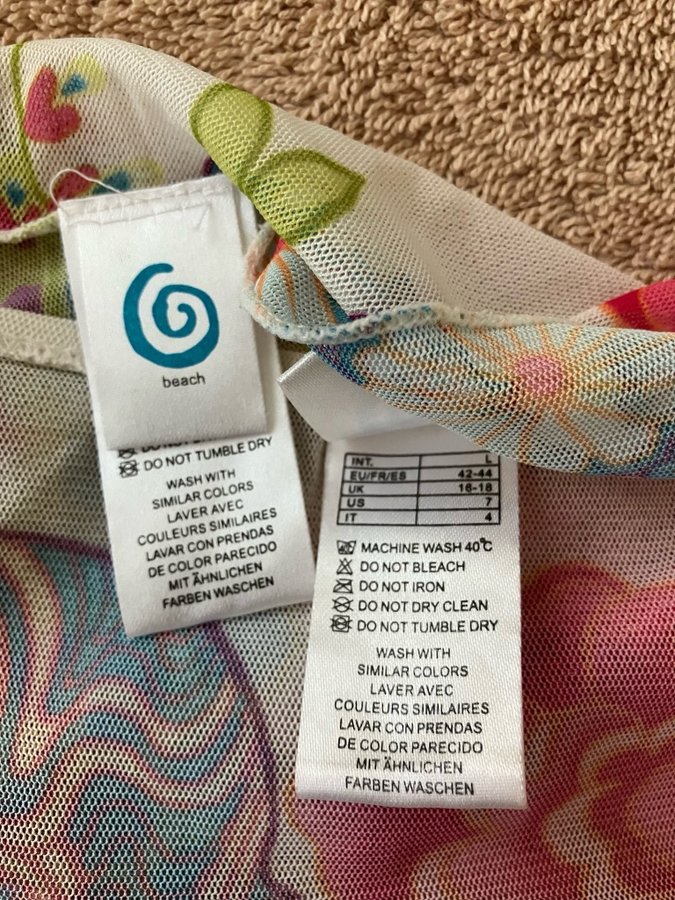 beach
DO NOT TUMBLE DRY
WASH WITH
SIMILAR COLORS
LAVER AVEC
COULEURS SIMILAIRES
LAVAR CON PRENDAS
DE COLOR PARECIDO
MIT ÄHNLICHEN
FARBEN WASCHEN
INT. L
EU/FR/ES 42-44
UK 16-18
US 7
IT 4
MACHINE WASH 40°C
DO NOT BLEACH
DO NOT IRON
DO NOT DRY CLEAN
DO NOT TUMBLE DRY
WASH WITH
SIMILAR COLORS
LAVER AVEC
COULEURS SIMILAIRES
LAVAR CON PRENDAS
DE COLOR PARECIDO
MIT ÄHNLICHEN
FARBEN WASCHEN